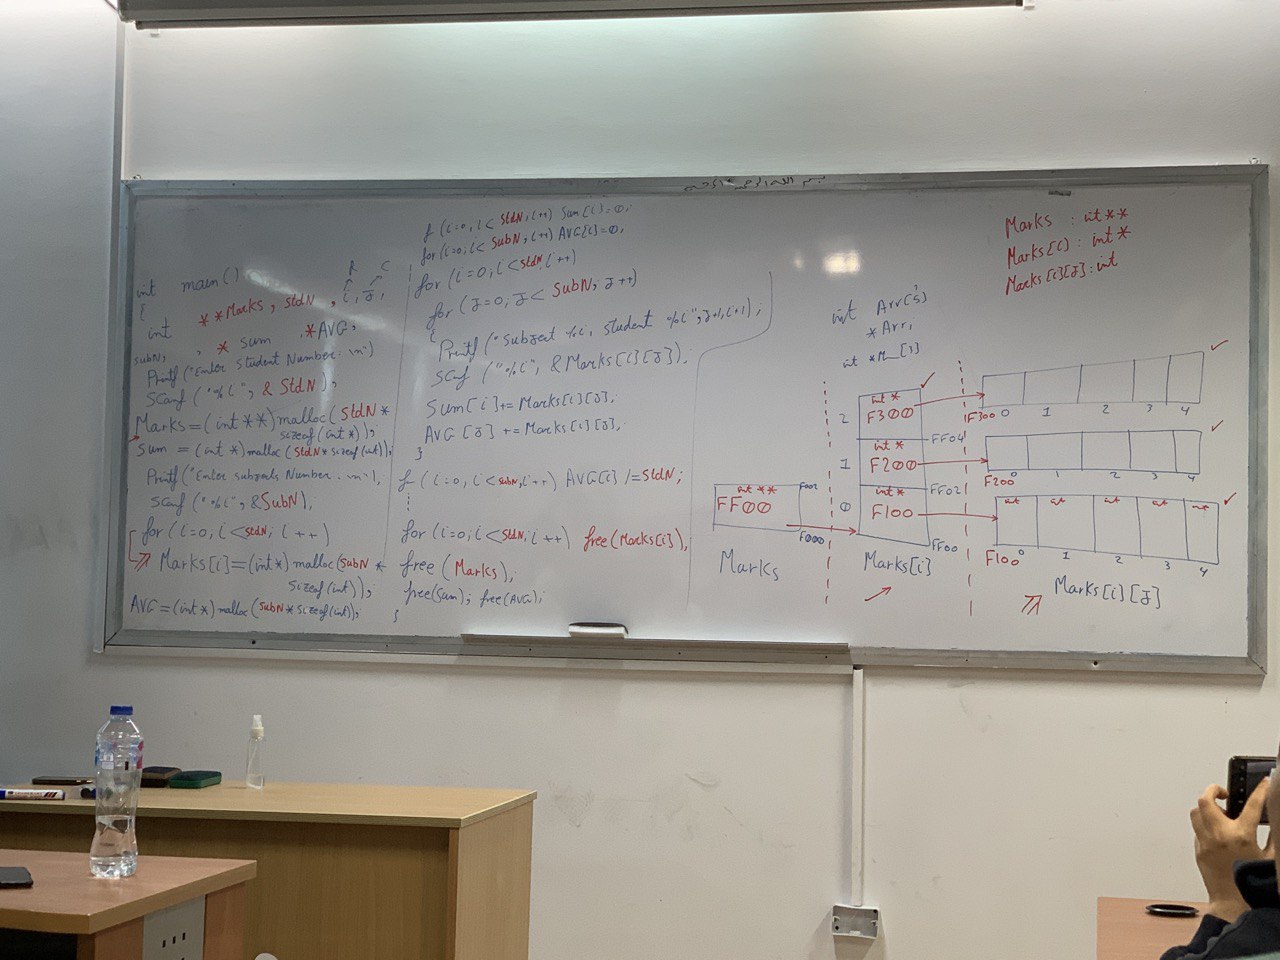 بسم الله الرحمن الرحيم
int main()
R C
{
int **Marks, stdN, i, J,
subN, , * sum , *AVG;
Printf("Enter Student Number: \n")
Scanf("%i", & StdN);
Marks=(int**)malloc(StdN*
sizeof(int*));
Sum = (int*)malloc(StdN*sizeof(int));
Printf("Enter subjects Number: \n"),
Scanf("%i", &SubN),
for(i=0,i<StdN, i++)
Marks[i]=(int*)malloc(SubN*
Sizeof(int));
AVG=(int*)malloc(SubN*sizeof(int));
f(i=0,i<StdN,i++) Sum[i]=0;
for(i=0;i<SubN,i++) AVG[i]=0,
for(i=0;i<StdN, i++)
for(J=0;J<SubN,J++)
{
Printf("Subject %i, student %i",J+1,i+1);
Scanf("%i", &Marks[i][J]),
Sum[i]+=Marks[i][J],
AVG[J]+=Marks[i][J],
}
f(i=0,i<SubN,i++) AVG[i]/=StdN;
for(i=0;i<StdN,i++) free(Marks[i]),
free(Marks);
free(Sum); free(AVG);
}
Marks : int**
Marks[i] : int*
Marks[i][J]: int
int Arr[5]
*Arr,
int *M_[3]
int **
FF00
F002
F000
Marks
2 int *
F300
FF04
1 int *
F200
FF02
0 int *
F100
FF00
Marks[i]
F300 0 1 2 3 4
F200 0 1 2 3 4
int int int int int
F100 0 1 2 3 4
Marks[i][J]